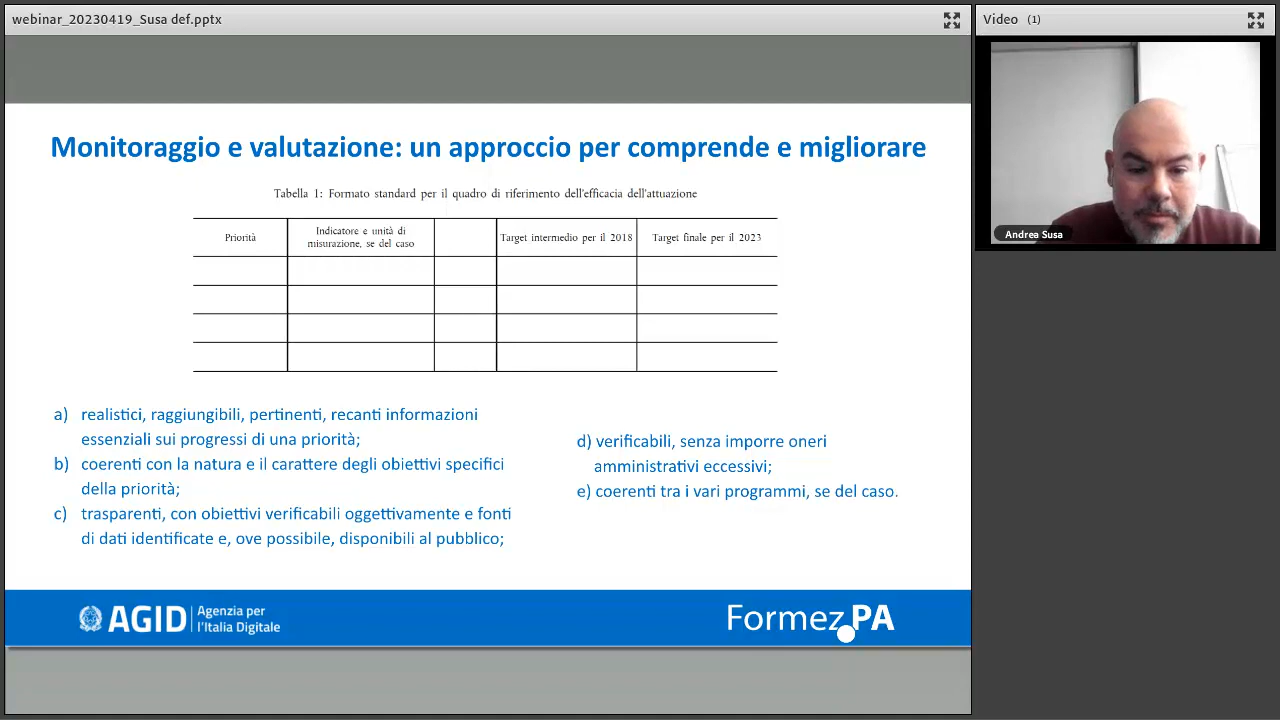 webinar_20230419_Susa def.pptx
Video (1)
Andrea Susa
Monitoraggio e valutazione: un approccio per comprende e migliorare
Tabella 1: Formato standard per il quadro di riferimento dell'efficacia dell'attuazione
Priorità
Indicatore e unità di
misurazione, se del caso
Target intermedio per il 2018
Target finale per il 2023
a) realistici, raggiungibili, pertinenti, recanti informazioni
essenziali sui progressi di una priorità;
b) coerenti con la natura e il carattere degli obiettivi specifici
della priorità;
c) trasparenti, con obiettivi verificabili oggettivamente e fonti
di dati identificate e, ove possibile, disponibili al pubblico;
d) verificabili, senza imporre oneri
amministrativi eccessivi;
e) coerenti tra i vari programmi, se del caso.
AGID Agenzia per
l'Italia Digitale
Formez PA